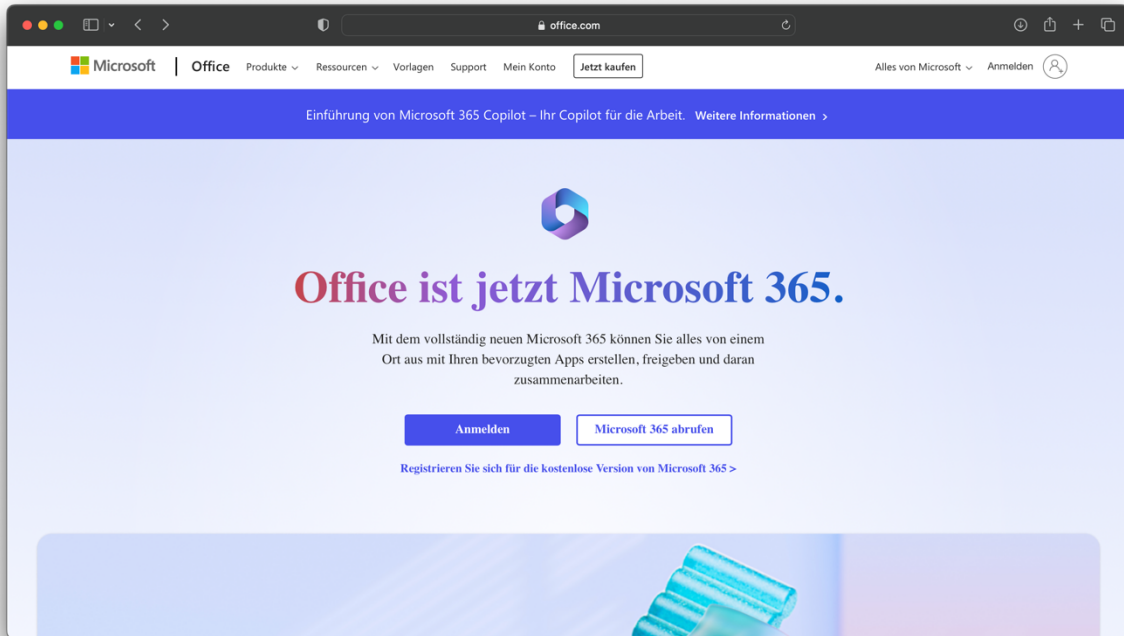 office.com
Microsoft Office Produkte Ressourcen Vorlagen Support Mein Konto Jetzt kaufen Alles von Microsoft Anmelden
Einführung von Microsoft 365 Copilot – Ihr Copilot für die Arbeit. Weitere Informationen >
Office ist jetzt Microsoft 365.
Mit dem vollständig neuen Microsoft 365 können Sie alles von einem
Ort aus mit Ihren bevorzugten Apps erstellen, freigeben und daran
zusammenarbeiten.
Anmelden Microsoft 365 abrufen
Registrieren Sie sich für die kostenlose Version von Microsoft 365 >